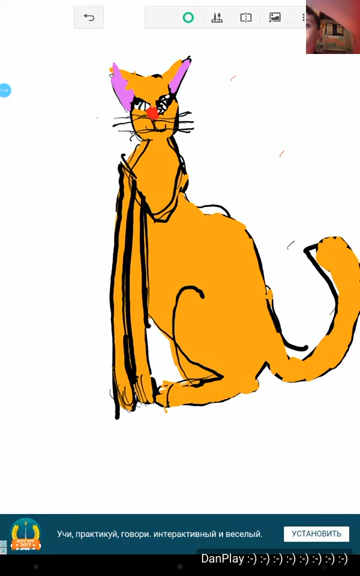 Учи, практикуй, говори. интерактивный и веселый.
УСТАНОВИТЬ
DanPlay :-) :-) :-) :-) :-) :-) :-)